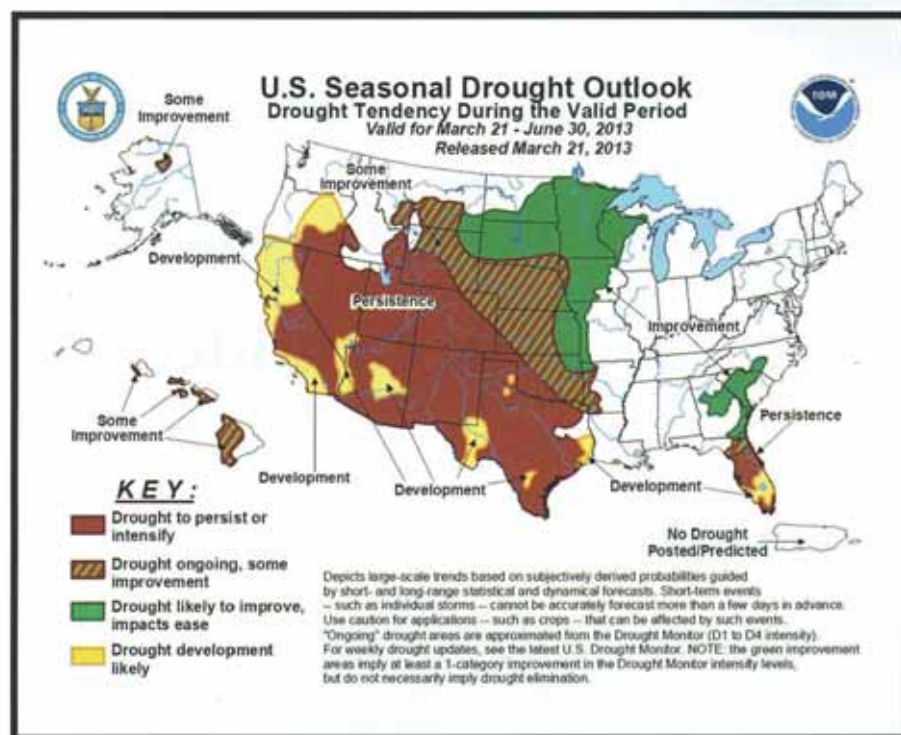 U.S. Seasonal Drought Outlook
Drought Tendency During the Valid Period
Valid for March 21 - June 30, 2013
Released March 21, 2013
Some
Improvement
Some
Improvement
Development
Persistence
Improvement
Some
Improvement
Persistence
Development
Development
Development
No Drought
Posted/Predicted
KEY:
Drought to persist or
intensify
Drought ongoing, some
improvement
Drought likely to improve,
impacts ease
Drought development
likely
Depicts large-scale trends based on subjectively derived probabilities guided
by short- and long-range statistical and dynamical forecasts. Short-term events
-- such as individual storms -- cannot be accurately forecast more than a few days in advance.
Use caution for applications -- such as crops -- that can be affected by such events.
"Ongoing" drought areas are approximated from the Drought Monitor (D1 to D4 intensity).
For weekly drought updates, see the latest U.S. Drought Monitor. NOTE: the green improvement
areas imply at least a 1-category improvement in the Drought Monitor intensity levels,
but do not necessarily imply drought elimination.